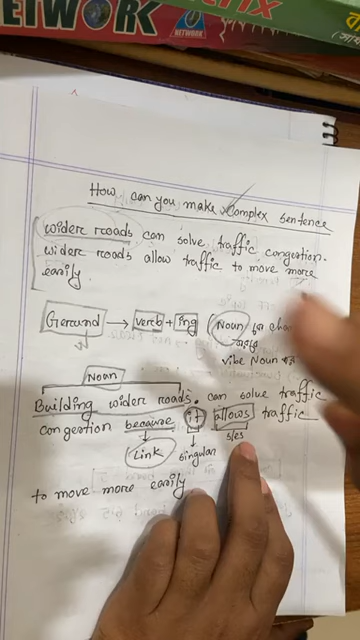 NETWORK
NETWORK
How can you make complex sentence
wider roads can solve traffic congestion.
wider roads allow traffic to move more
easily.
Gerund → verb + ing Noun
Noun
Building wider roads. can solve traffic
congestion because it allows traffic
Link singular s/es
to move more easily